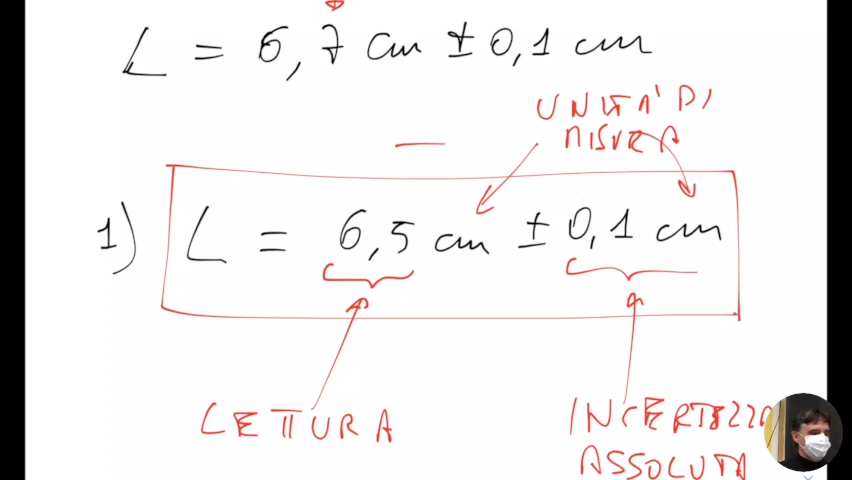 L = 6,7 cm ± 0,1 cm
UNITA' DI
MISURA
1) L = 6,5 cm ± 0,1 cm
LETTURA
INCERTEZZA
ASSOLUTA